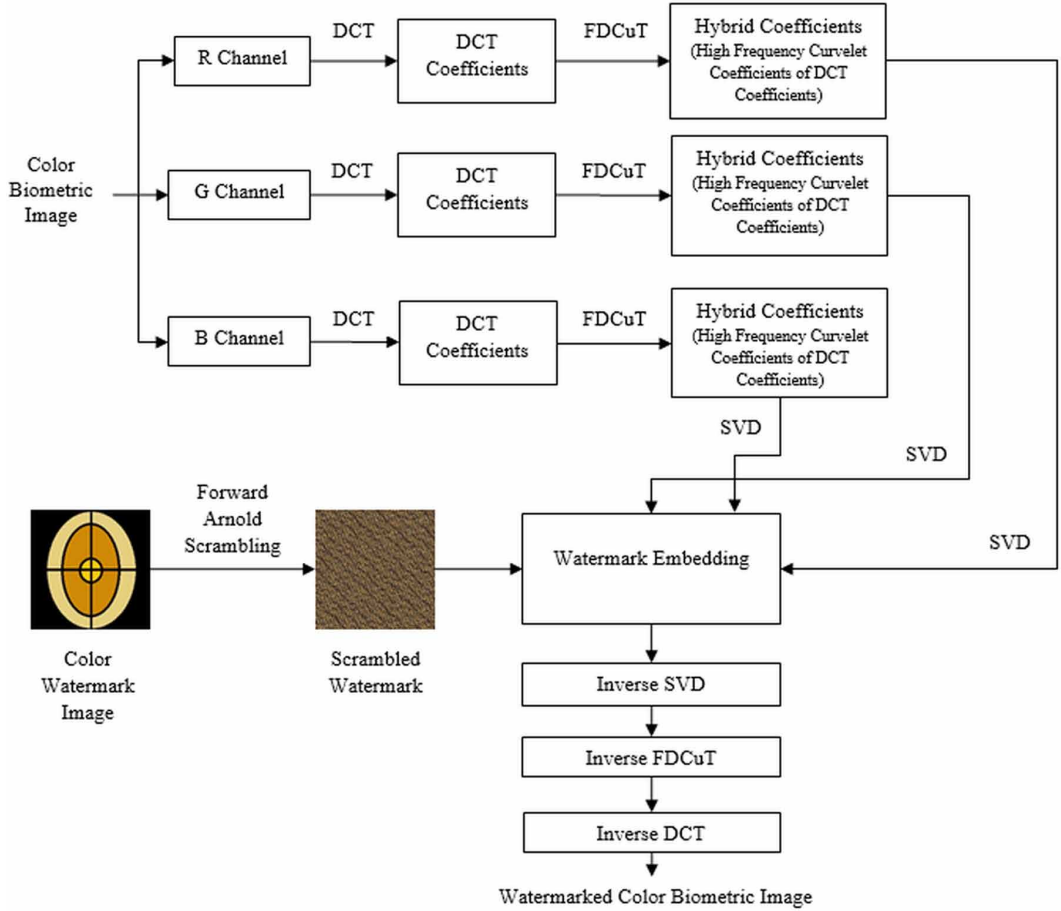 DCT
FDCuT
R Channel
DCT
Coefficients
Hybrid Coefficients
(High Frequency Curvelet
Coefficients of DCT
Coefficients)
Color
Biometric
Image
DCT
FDCuT
G Channel
DCT
Coefficients
Hybrid Coefficients
(High Frequency Curvelet
Coefficients of DCT
Coefficients)
DCT
FDCuT
B Channel
DCT
Coefficients
Hybrid Coefficients
(High Frequency Curvelet
Coefficients of DCT
Coefficients)
SVD
SVD
SVD
Forward
Arnold
Scrambling
Watermark Embedding
Color
Watermark
Image
Scrambled
Watermark
Inverse SVD
Inverse FDCuT
Inverse DCT
Watermarked Color Biometric Image